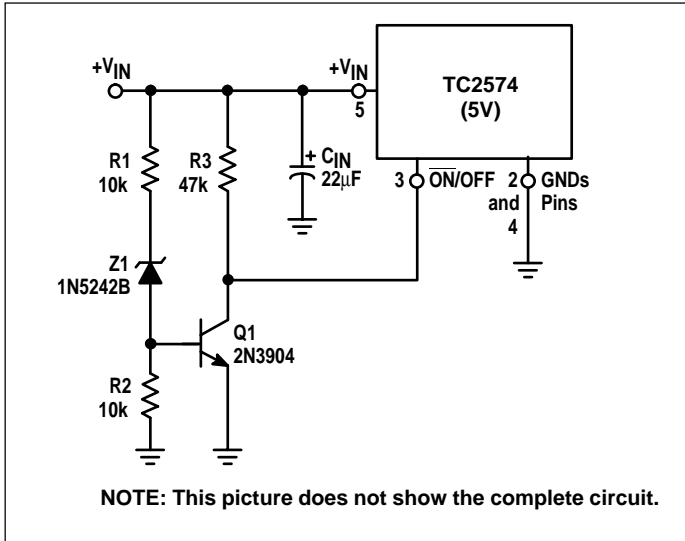 +VIN
+VIN
5
TC2574
(5V)
R1
10k
R3
47k
+ CIN
22μF
3
ON/OFF
2
and
4
GNDs
Pins
Z1
1N5242B
Q1
2N3904
R2
10k
NOTE: This picture does not show the complete circuit.